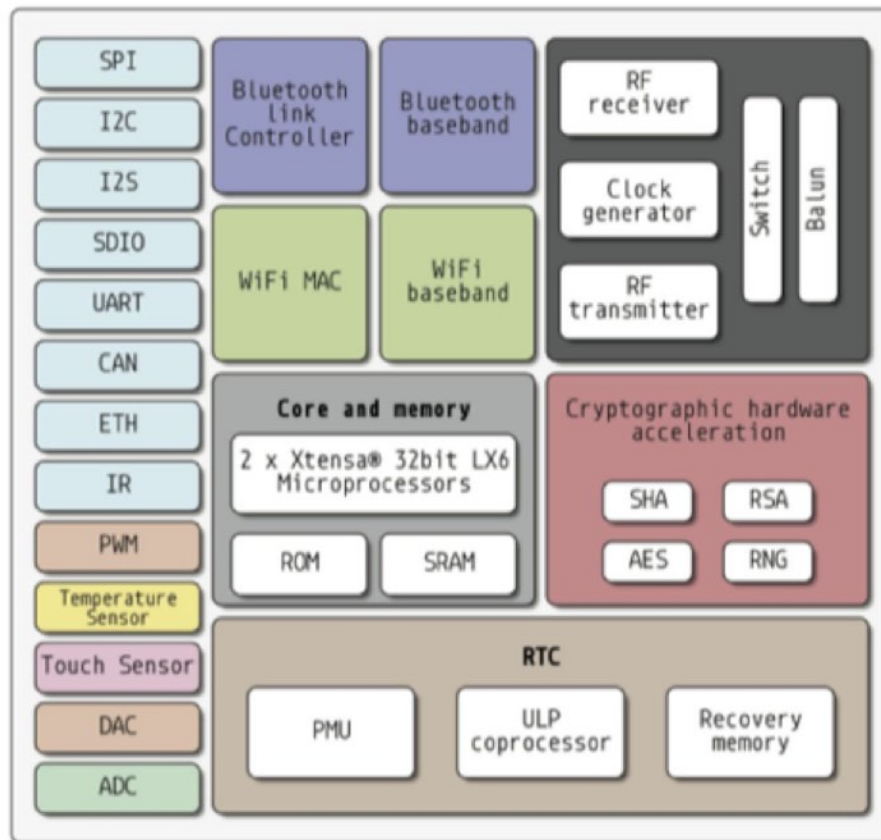 SPI
I2C
I2S
SDIO
UART
CAN
ETH
IR
PWM
Temperature
Sensor
Touch Sensor
DAC
ADC
Bluetooth
link
Controller
Bluetooth
baseband
WiFi MAC
WiFi
baseband
RF
receiver
Clock
generator
RF
transmitter
Switch
Balun
Core and memory
2 x Xtensa® 32bit LX6
Microprocessors
ROM
SRAM
Cryptographic hardware
acceleration
SHA
RSA
AES
RNG
RTC
PMU
ULP
coprocessor
Recovery
memory